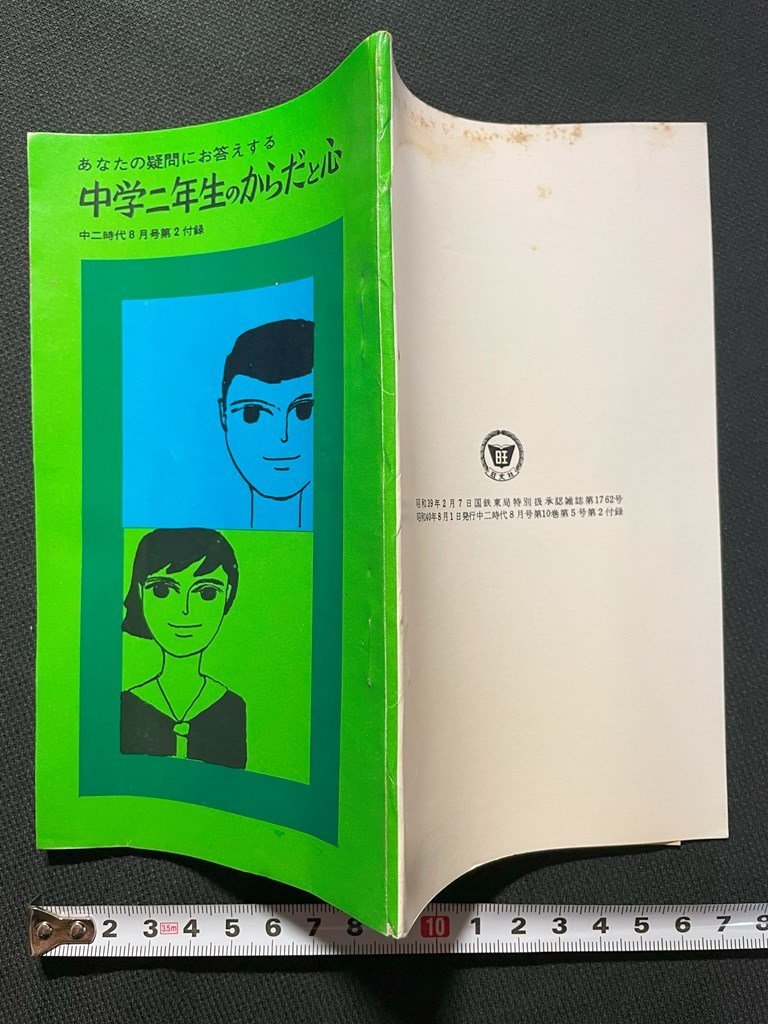 あなたの疑問にお答えする
中学二年生のからだと心
中二時代8月号第2付録
旺
旺文社
昭和39年2月7日国鉄東局特別扱承認雑誌第1762号
昭和40年8月1日発行中二時代8月号第10巻第5号第2付録
2 3 3.5m 4 5 6 7 8 10 1 2 3 4 5 6 7 8